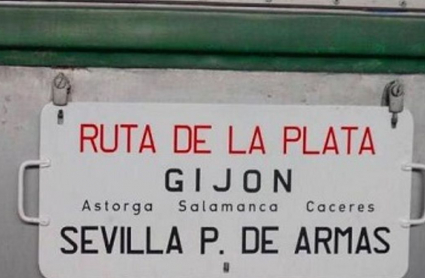 RUTA DE LA PLATA
GIJON
Astorga Salamanca Caceres
SEVILLA P. DE ARMAS